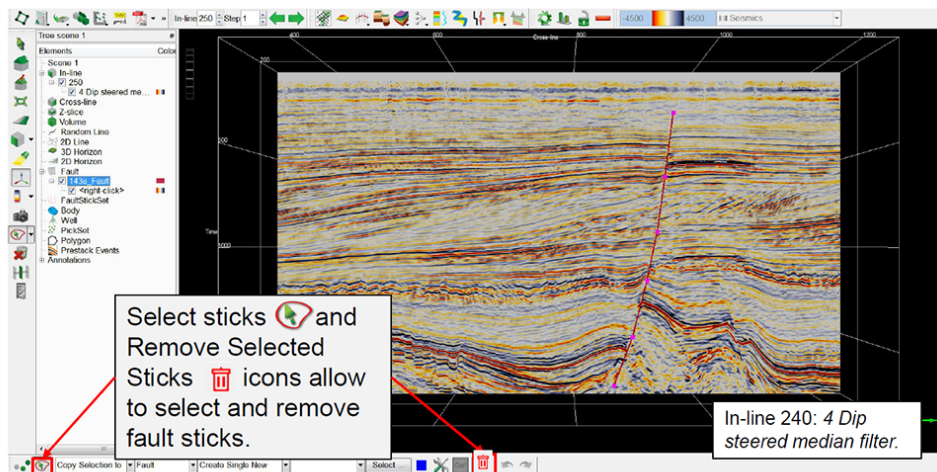 In-line 250 Step 1
-4500 4500 Seismics
Tree scene 1
Elements Color
Scene 1
In-line
250
4 Dip steered me...
Cross-line
Z-slice
Volume
Random Line
2D Line
3D Horizon
2D Horizon
Fault
143o_Fault
<right-click>
FaultStickSet
Body
Well
PickSet
Polygon
Prestack Events
Annotations
400 600 800 1000 1200
Cross-line
200
500
Time
1000
Select sticks and
Remove Selected
Sticks icons allow
to select and remove
fault sticks.
In-line 240: 4 Dip
steered median filter.
Copy Selection to Fault Create Single New Select ... Go!